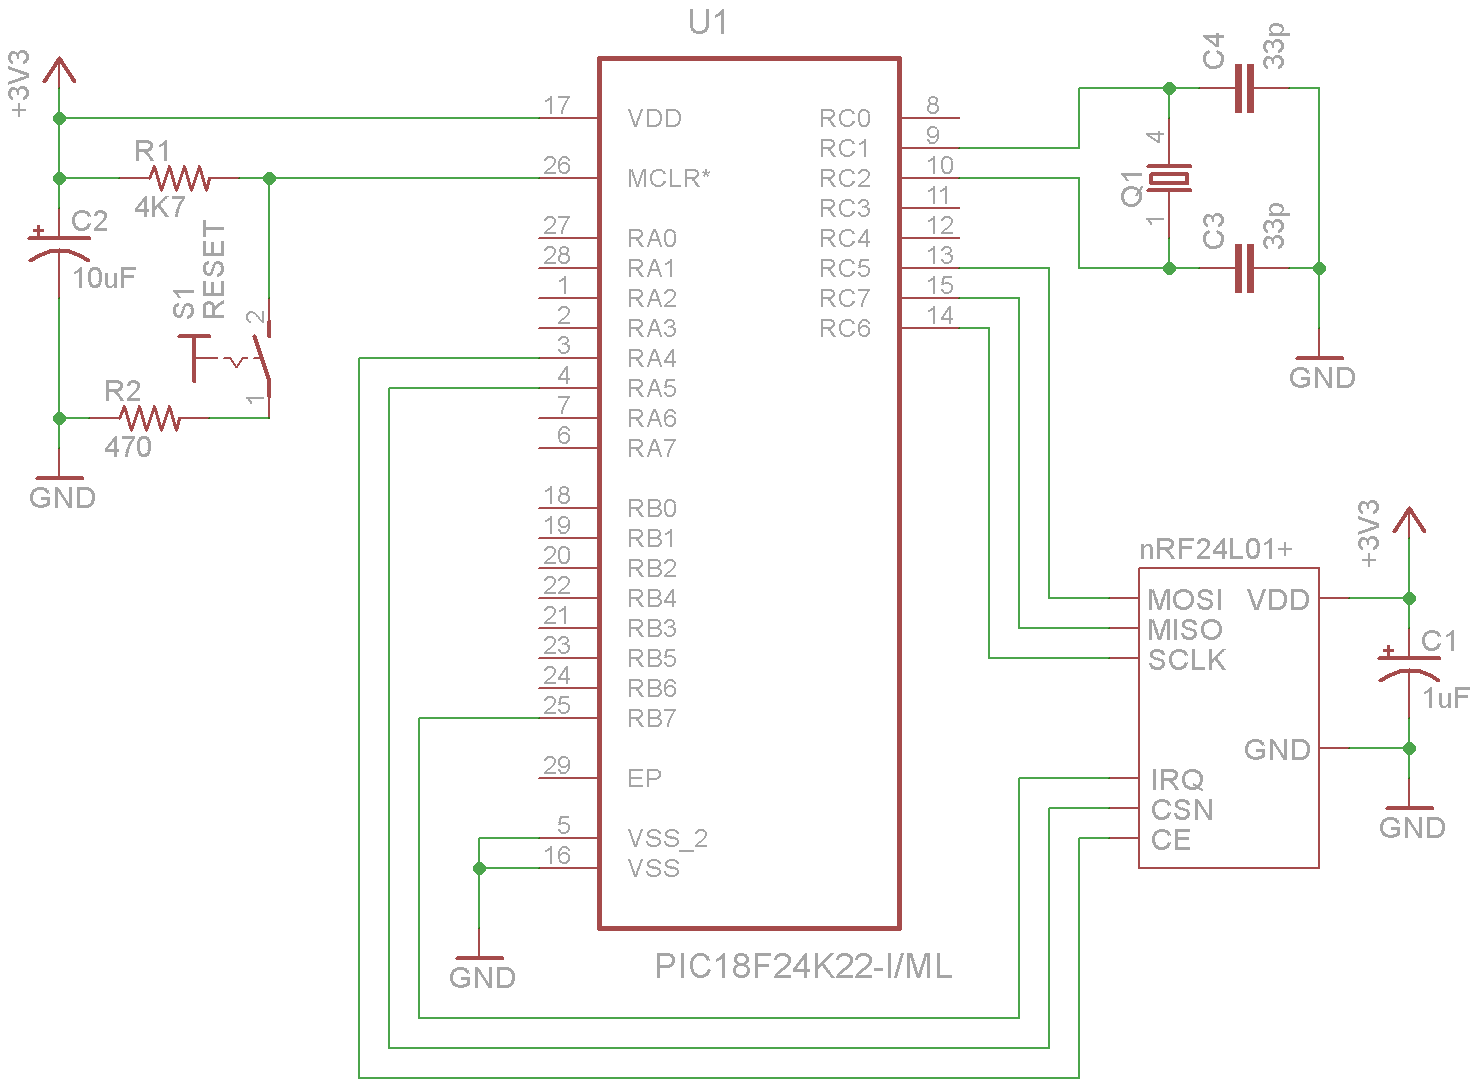 U1
+3V3
17
VDD
R1
4K7
26
MCLR*
C2
10uF
S1
RESET
2
1
R2
470
GND
27
RA0
28
RA1
1
RA2
2
RA3
3
RA4
4
RA5
7
RA6
6
RA7
18
RB0
19
RB1
20
RB2
22
RB4
21
RB3
23
RB5
24
RB6
25
RB7
29
EP
5
VSS_2
16
VSS
GND
RC0
8
RC1
9
RC2
10
RC3
11
RC4
12
RC5
13
RC7
15
RC6
14
PIC18F24K22-I/ML
C4
33p
4
Q1
1
C3
33p
GND
nRF24L01+
MOSI
MISO
SCLK
VDD
GND
IRQ
CSN
CE
+3V3
C1
1uF
GND